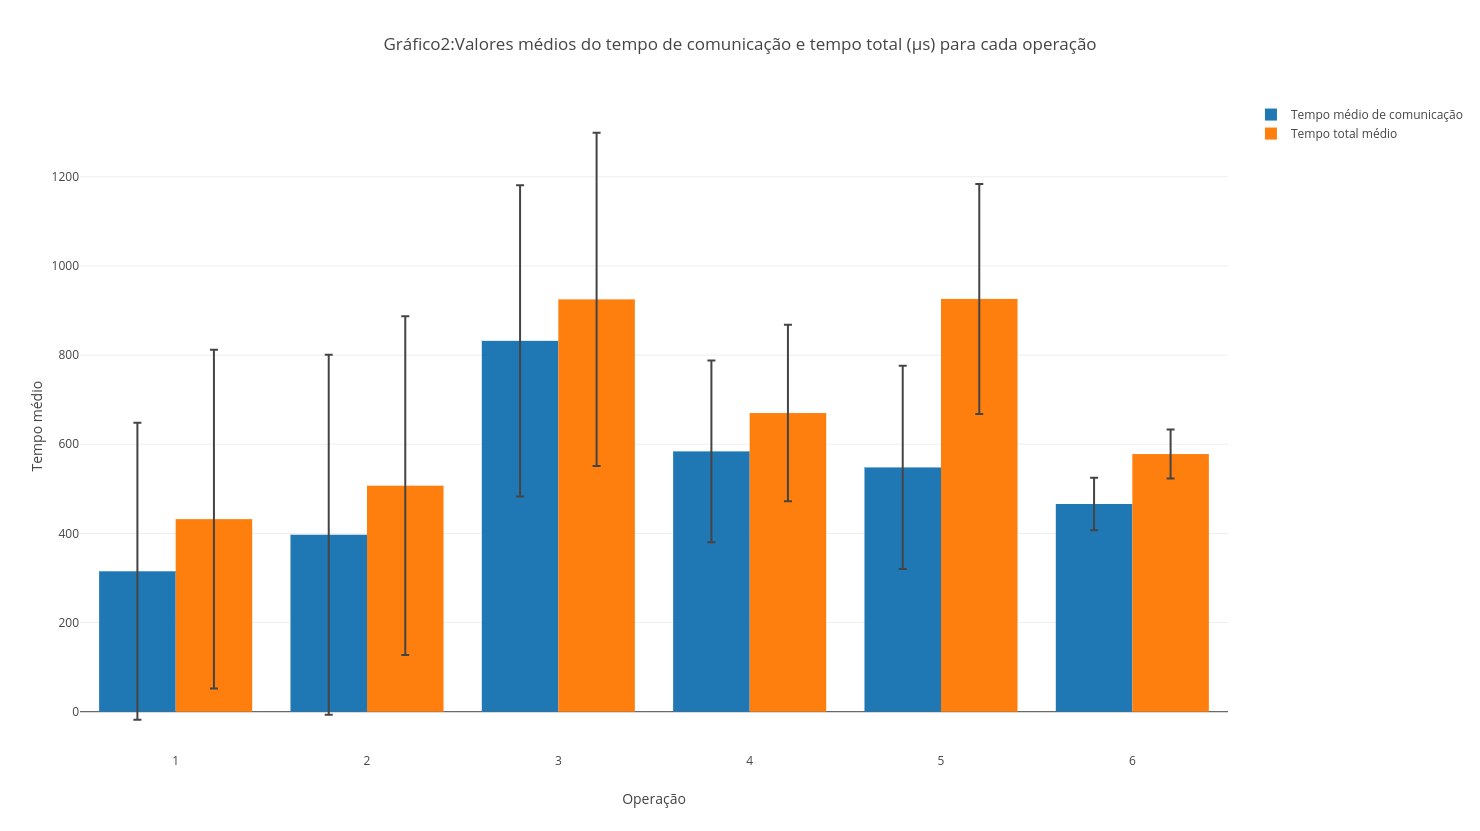 Gráfico2:Valores médios do tempo de comunicação e tempo total (μs) para cada operação
Tempo médio de comunicação
Tempo total médio
1200
1000
800
600
400
200
0
Tempo médio
1 2 3 4 5 6
Operação